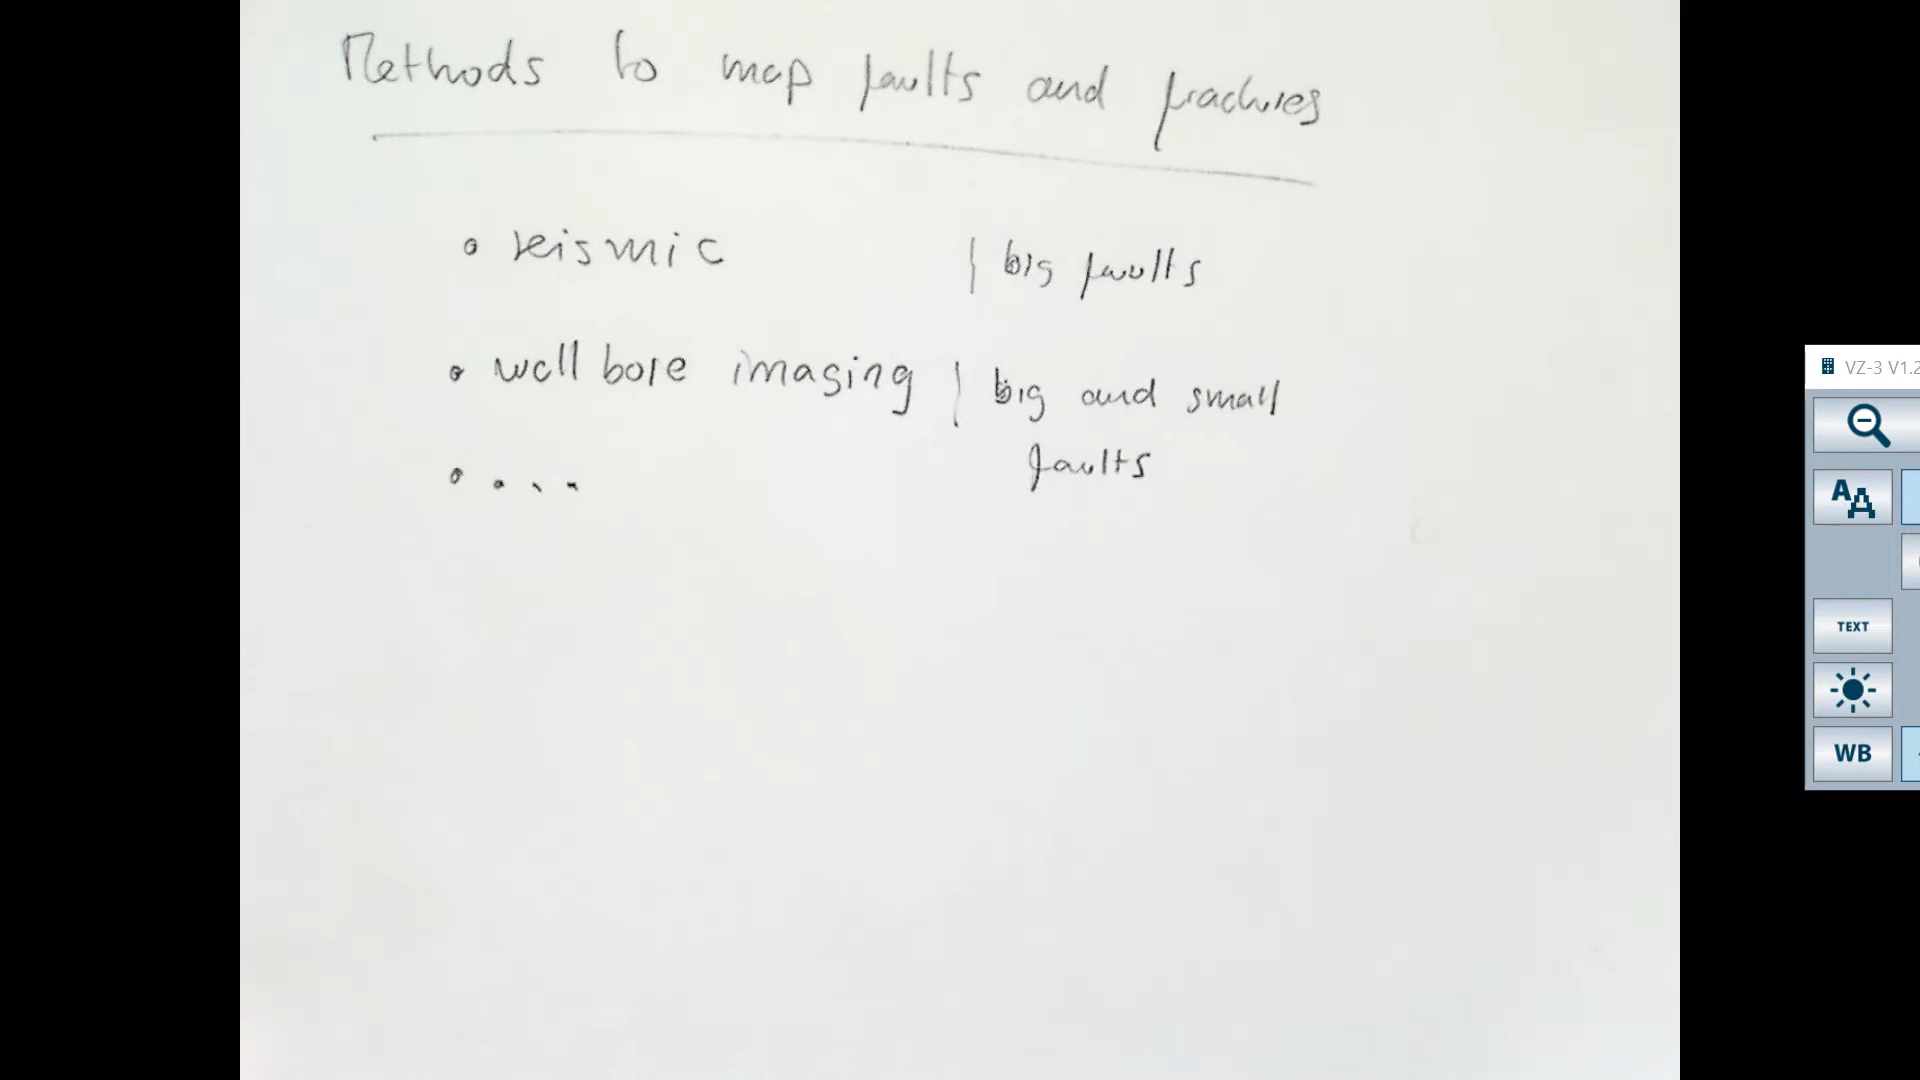 Methods to map faults and fractures
• seismic | big faults
• well bore imaging | big and small
faults
• ...
VZ-3 V1.2
AA
TEXT
WB